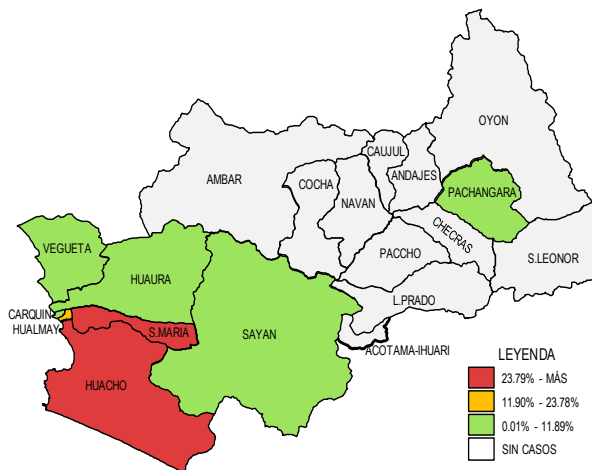 OYON
CAUJUL
ANDAJES
AMBAR
COCHA
NAVAN
PACHANGARA
CHECRAS
VEGUETA
PACCHO
S.LEONOR
HUAURA
L.PRADO
CARQUIN
HUALMAY
S.MARIA
SAYAN
ACOTAMA-IHUARI
HUACHO
LEYENDA
23.79% - MÁS
11.90% - 23.78%
0.01% - 11.89%
SIN CASOS